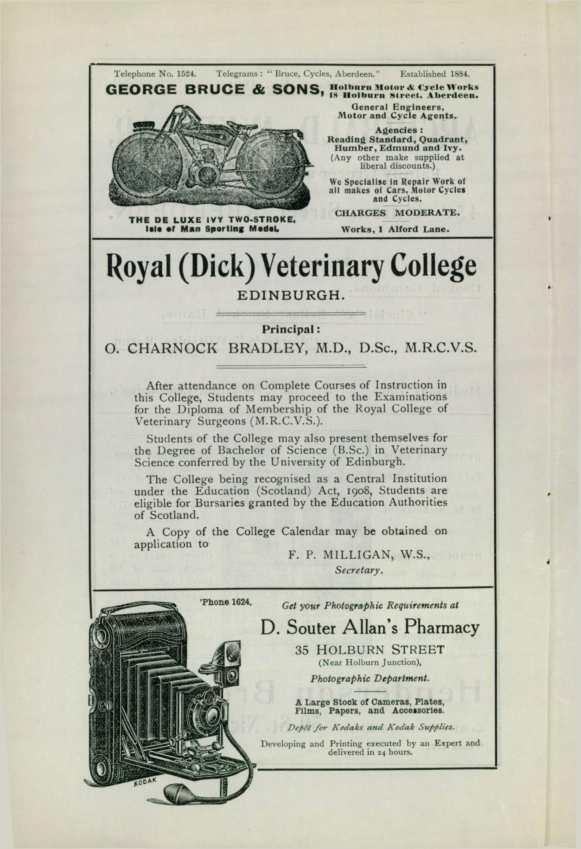 Telephone No. 1524. Telegrams: "Bruce, Cycles, Aberdeen." Established 1884.
GEORGE BRUCE & SONS, Holburn Motor & Cycle Works
18 Holburn Street, Aberdeen.
General Engineers,
Motor and Cycle Agents.
Agencies:
Reading Standard, Quadrant,
Humber, Edmund and Ivy.
(Any other make supplied at
liberal discounts.)
We Specialise in Repair Work of
all makes of Cars, Motor Cycles
and Cycles.
CHARGES MODERATE.
Works, 1 Alford Lane.
THE DE LUXE IVY TWO-STROKE.
Isle of Man Sporting Model.
Royal (Dick) Veterinary College
EDINBURGH.
Principal:
O. CHARNOCK BRADLEY, M.D., D.Sc., M.R.C.V.S.
After attendance on Complete Courses of Instruction in
this College, Students may proceed to the Examinations
for the Diploma of Membership of the Royal College of
Veterinary Surgeons (M.R.C.V.S.).
Students of the College may also present themselves for
the Degree of Bachelor of Science (B.Sc.) in Veterinary
Science conferred by the University of Edinburgh.
The College being recognised as a Central Institution
under the Education (Scotland) Act, 1908, Students are
eligible for Bursaries granted by the Education Authorities
of Scotland.
A Copy of the College Calendar may be obtained on
application to
F. P. MILLIGAN, W.S.,
Secretary.
'Phone 1624.
Get your Photographic Requirements at
D. Souter Allan's Pharmacy
35 HOLBURN STREET
(Near Holburn Junction),
Photographic Department.
A Large Stock of Cameras, Plates,
Films, Papers, and Accessories.
Depôt for Kodaks and Kodak Supplies.
Developing and Printing executed by an Expert and
delivered in 24 hours.
KODAK